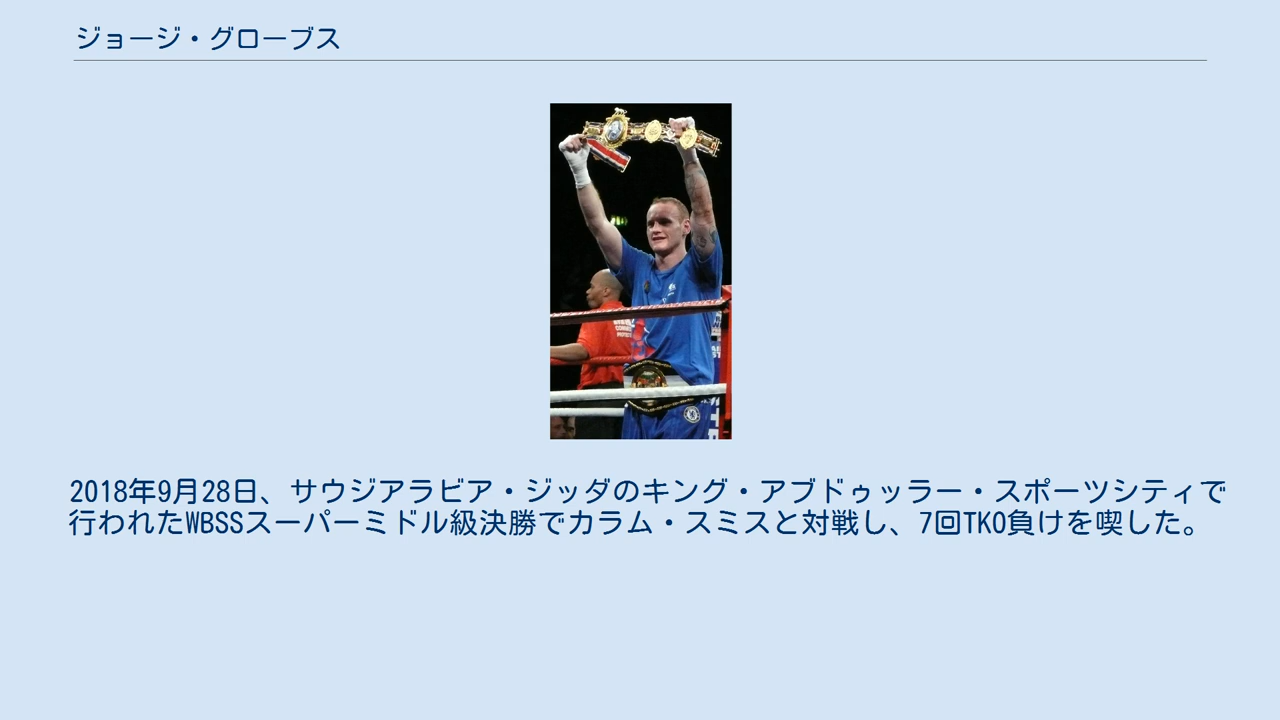 ジョージ・グローブス
2018年9月28日、サウジアラビア・ジッダのキング・アブドゥッラー・スポーツシティで
行われたWBSSスーパーミドル級決勝でカラム・スミスと対戦し、7回TKO負けを喫した。